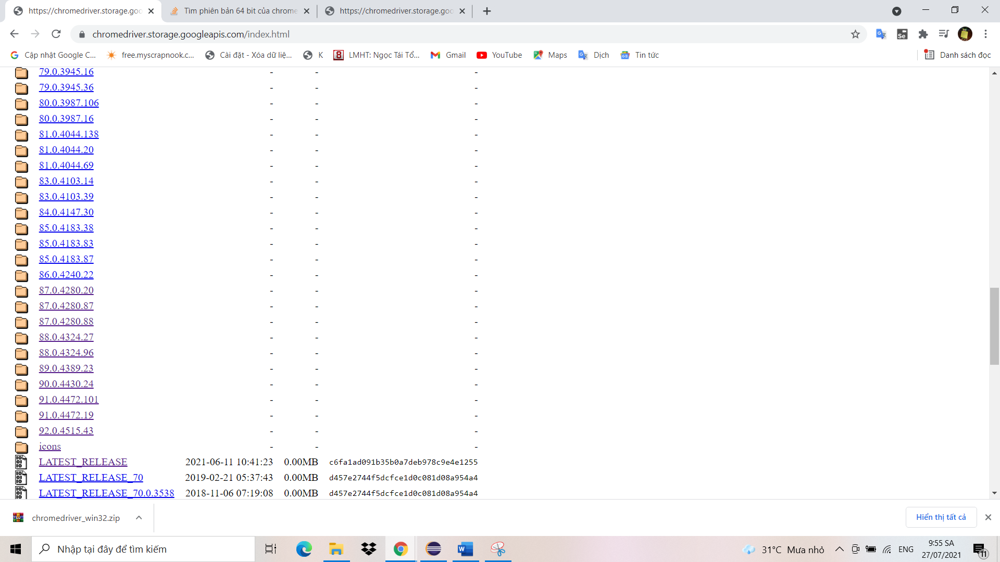 https://chromedriver.storage.goo
Tìm phiên bản 64 bit của chrome
https://chromedriver.storage.goo
chromedriver.storage.googleapis.com/index.html
Cập nhật Google C...
free.myscrapnook.c...
Cài đặt - Xóa dữ liệ...
K
LMHT: Ngọc Tái Tổ...
Gmail
YouTube
Maps
Dịch
Tin tức
Danh sách đọc
79.0.3945.16 - - -
79.0.3945.36 - - -
80.0.3987.106 - - -
80.0.3987.16 - - -
81.0.4044.138 - - -
81.0.4044.20 - - -
81.0.4044.69 - - -
83.0.4103.14 - - -
83.0.4103.39 - - -
84.0.4147.30 - - -
85.0.4183.38 - - -
85.0.4183.83 - - -
85.0.4183.87 - - -
86.0.4240.22 - - -
87.0.4280.20 - - -
87.0.4280.87 - - -
87.0.4280.88 - - -
88.0.4324.27 - - -
88.0.4324.96 - - -
89.0.4389.23 - - -
90.0.4430.24 - - -
91.0.4472.101 - - -
91.0.4472.19 - - -
92.0.4515.43 - - -
icons - - -
LATEST_RELEASE 2021-06-11 10:41:23 0.00MB c6fa1ad091b35b0a7deb978c9e4e1255
LATEST_RELEASE_70 2019-02-21 05:37:43 0.00MB d457e2744f5dcfce1d0c081d08a954a4
LATEST_RELEASE_70.0.3538 2018-11-06 07:19:08 0.00MB d457e2744f5dcfce1d0c081d08a954a4
chromedriver_win32.zip
Hiển thị tất cả
Nhập tại đây để tìm kiếm
31°C Mưa nhỏ
ENG
9:55 SA
27/07/2021
11